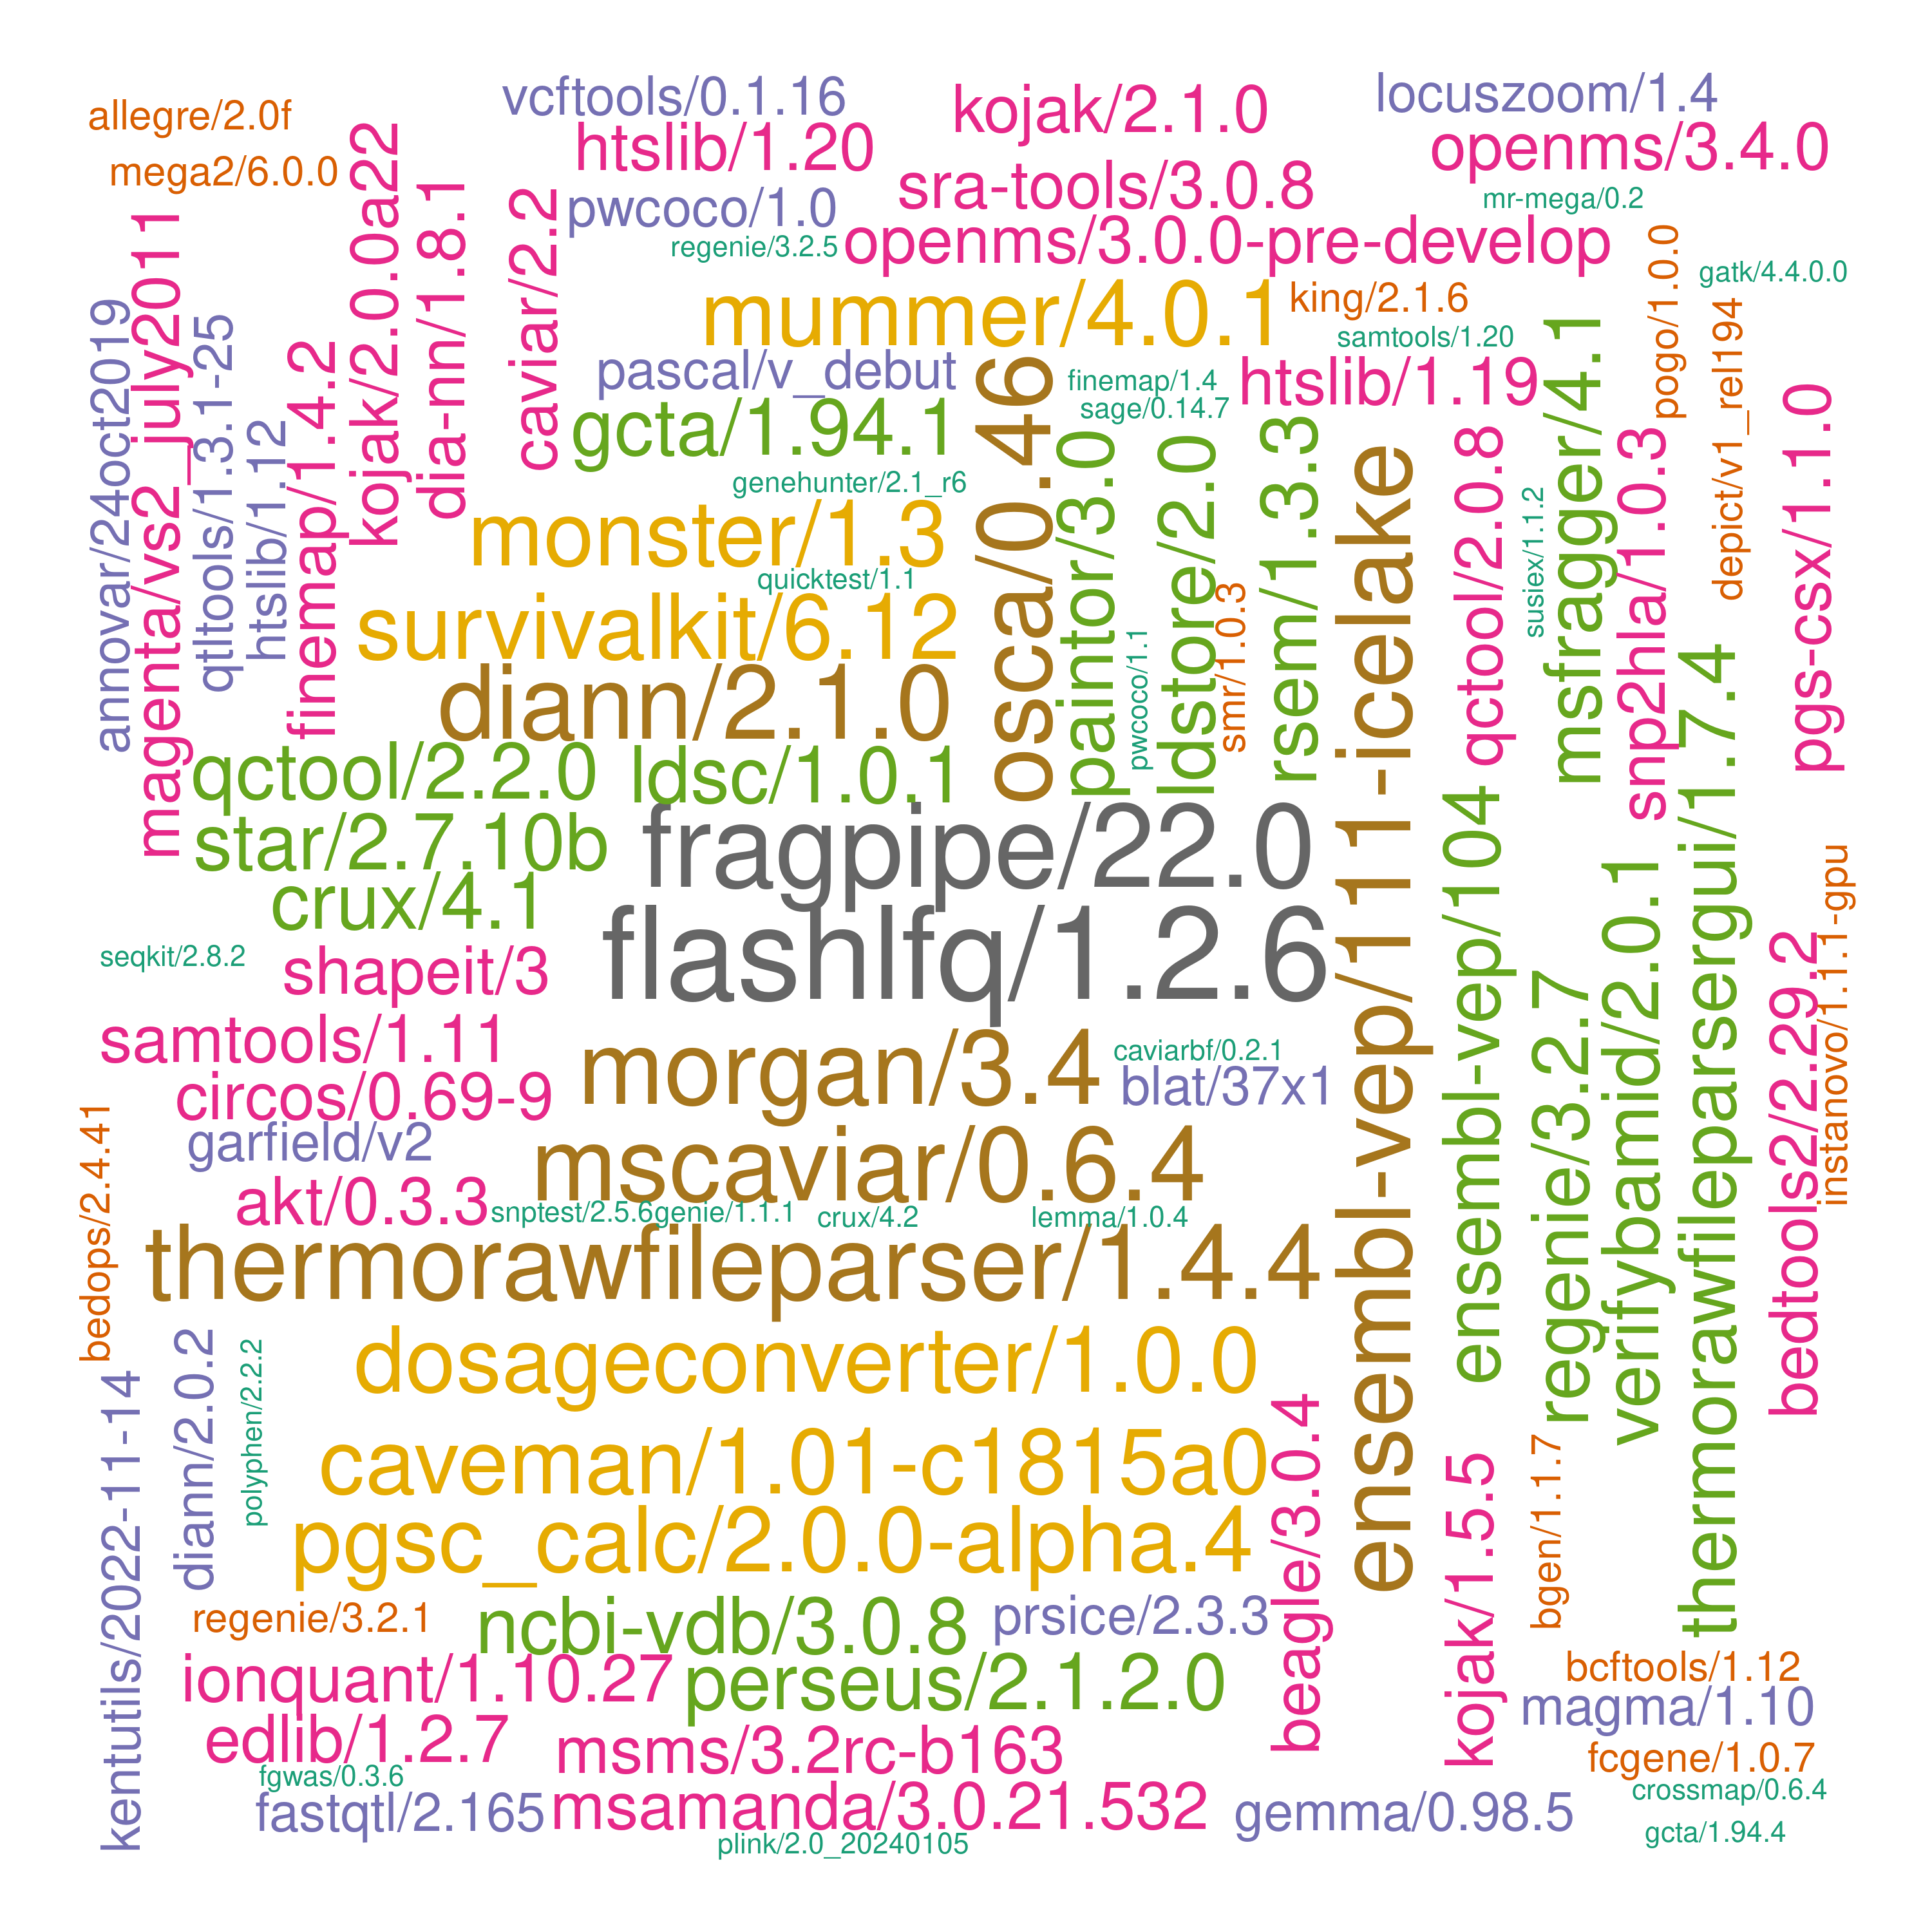 allegre/2.0f
vcftools/0.1.16
kojak/2.1.0
locuszoom/1.4
htslib/1.20
openms/3.4.0
mega2/6.0.0
sra-tools/3.0.8
mr-mega/0.2
pwcoco/1.0
regenie/3.2.5
openms/3.0.0-pre-develop
gatk/4.4.0.0
mummer/4.0.1
king/2.1.6
samtools/1.20
pascal/v_debut
finemap/1.4
htslib/1.19
sage/0.14.7
gcta/1.94.1
genehunter/2.1_r6
monster/1.3
quicktest/1.1
survivalkit/6.12
diann/2.1.0
annovar/24oct2019
magenta/vs2_july2011
qtltools/1.3.1-25
htslib/1.12
finemap/1.4.2
kojak/2.0.0a22
dia-nn/1.8.1
caviar/2.2
osca/0.46
paintor/3.0
pwcoco/1.1
ldstore/2.0
smr/1.0.3
rsem/1.3.3
ensembl-vep/111-icelake
qctool/2.0.8
susiex/1.1.2
msfragger/4.1
snp2hla/1.0.3
pogo/1.0.0
depict/v1_rel194
pgs-csx/1.1.0
qctool/2.2.0
ldsc/1.0.1
star/2.7.10b
fragpipe/22.0
crux/4.1
flashlfq/1.2.6
seqkit/2.8.2
shapeit/3
samtools/1.11
morgan/3.4
caviarbf/0.2.1
circos/0.69-9
blat/37x1
garfield/v2
mscaviar/0.6.4
akt/0.3.3
snptest/2.5.6
genie/1.1.1
crux/4.2
lemma/1.0.4
thermorawfileparser/1.4.4
ensembl-vep/104
regenie/3.2.7
verifybamid/2.0.1
thermorawfileparsergui/1.7.4
bedtools2/2.29.2
instanovo/1.1.1-gpu
bedops/2.4.41
dosageconverter/1.0.0
caveman/1.01-c1815a0
pgsc_calc/2.0.0-alpha.4
kentutils/2022-11-14
diann/2.0.2
polyphen/2.2.2
beagle/3.0.4
kojak/1.5.5
bgen/1.1.7
regenie/3.2.1
ncbi-vdb/3.0.8
prsice/2.3.3
ionquant/1.10.27
perseus/2.1.2.0
bcftools/1.12
magma/1.10
edlib/1.2.7
msms/3.2rc-b163
fcgene/1.0.7
fgwas/0.3.6
crossmap/0.6.4
fastqtl/2.165
msamanda/3.0.21.532
gemma/0.98.5
plink/2.0_20240105
gcta/1.94.4